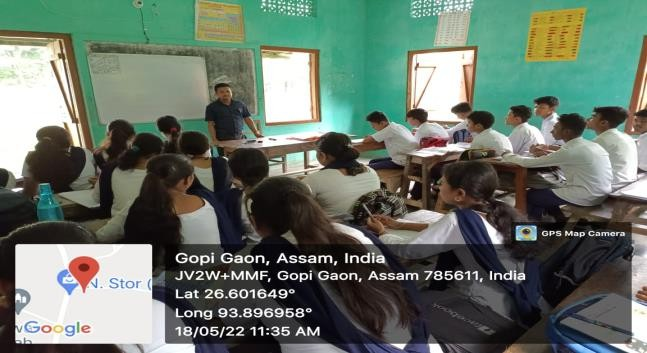 GPS Map Camera
Gopi Gaon, Assam, India
JV2W+MMF, Gopi Gaon, Assam 785611, India
Lat 26.601649°
Long 93.896958°
18/05/22 11:35 AM
N. Stor (
Google